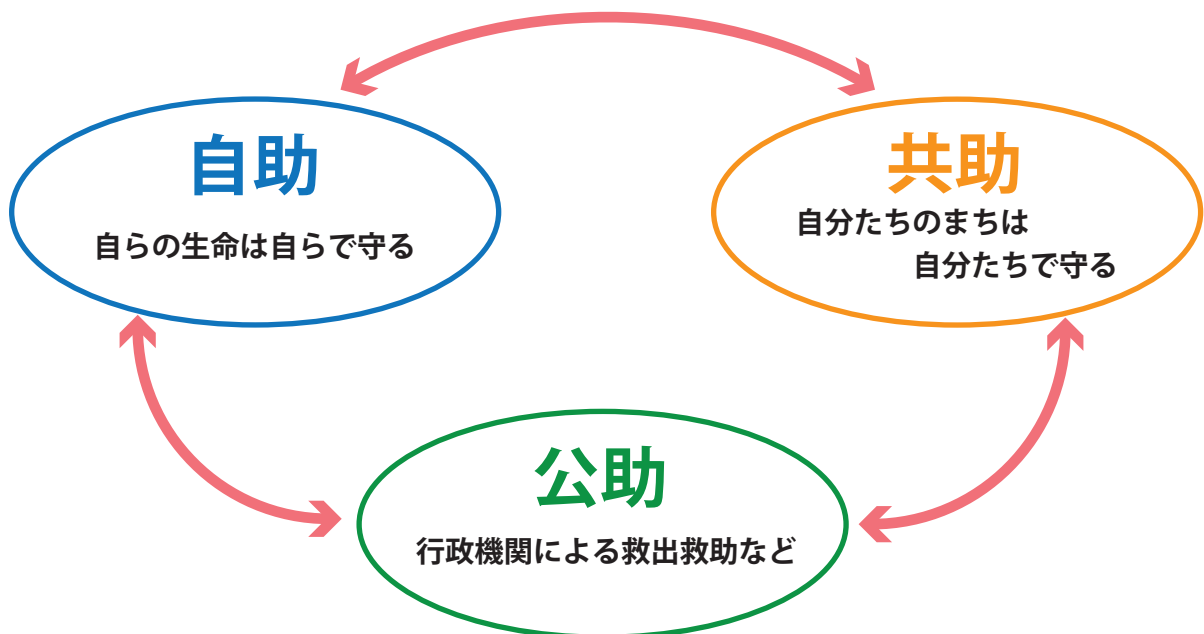 自助
自らの生命は自らで守る
共助
自分たちのまちは
自分たちで守る
公助
行政機関による救出救助など